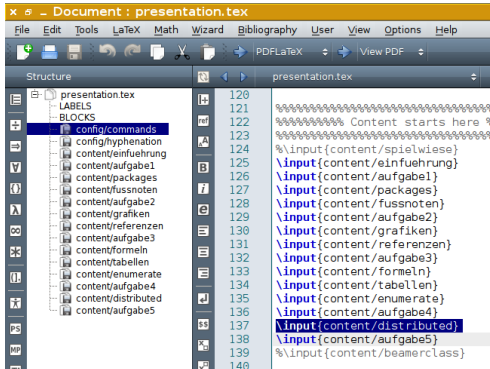 Document : presentation.tex
File Edit Tools LaTeX Math Wizard Bibliography User View Options Help
PDFLaTeX View PDF
Structure presentation.tex
presentation.tex
LABELS
BLOCKS
config/commands
config/hyphenation
content/einfuehrung
content/aufgabe1
content/packages
content/fussnoten
content/aufgabe2
content/grafiken
content/referenzen
content/aufgabe3
content/formeln
content/tabellen
content/enumerate
content/aufgabe4
content/distributed
content/aufgabe5
ref
B
i
e
PS
MP
$$
120
121 %%%%%%%%%%%%%%%%%%%%%%%%%%%%%%
122 %%%%%%%%%% Content starts here %
123 %%%%%%%%%%%%%%%%%%%%%%%%%%%%%%
124 %\input{content/spielwiese}
125 \input{content/einfuehrung}
126 \input{content/aufgabe1}
127 \input{content/packages}
128 \input{content/fussnoten}
129 \input{content/aufgabe2}
130 \input{content/grafiken}
131 \input{content/referenzen}
132 \input{content/aufgabe3}
133 \input{content/formeln}
134 \input{content/tabellen}
135 \input{content/enumerate}
136 \input{content/aufgabe4}
137 \input{content/distributed}
138 \input{content/aufgabe5}
139 %\input{content/beamerclass}
140